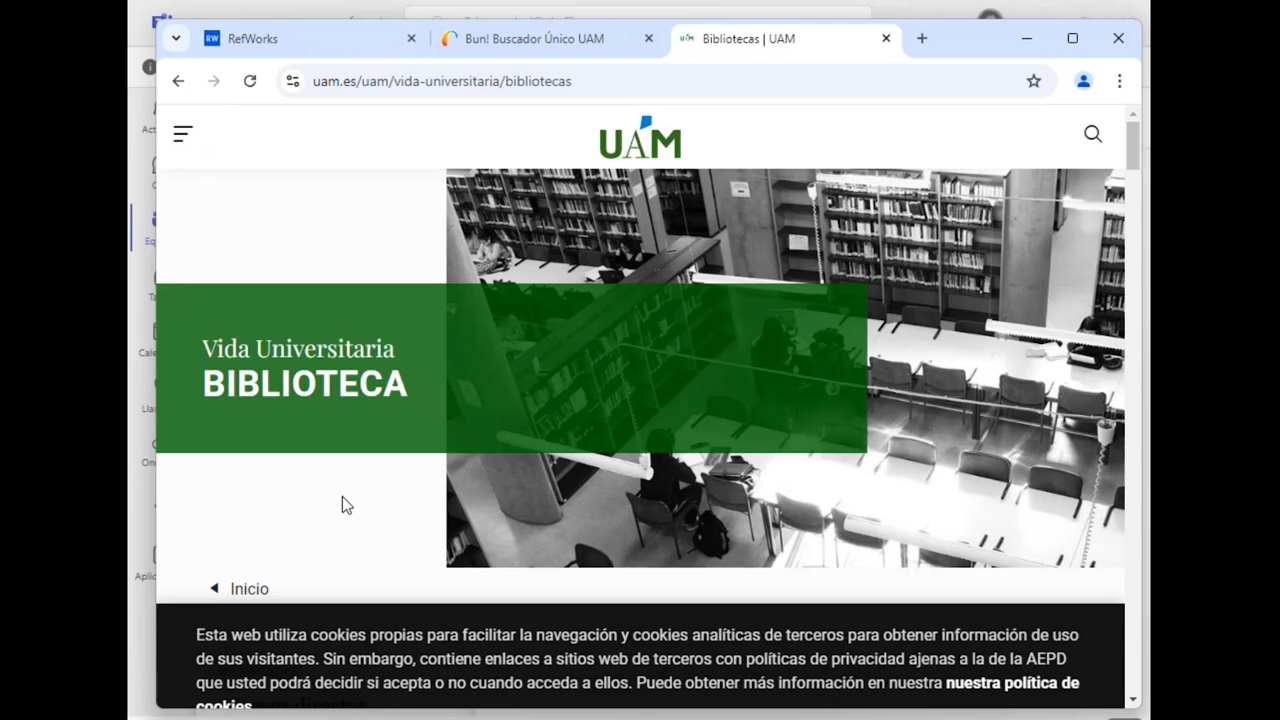 RefWorks
Bun! Buscador Único UAM
Bibliotecas | UAM
uam.es/uam/vida-universitaria/bibliotecas
UAM
Vida Universitaria
BIBLIOTECA
Inicio
Esta web utiliza cookies propias para facilitar la navegación y cookies analíticas de terceros para obtener información de uso
de sus visitantes. Sin embargo, contiene enlaces a sitios web de terceros con políticas de privacidad ajenas a la de la AEPD
que usted podrá decidir si acepta o no cuando acceda a ellos. Puede obtener más información en nuestra nuestra política de
cookies